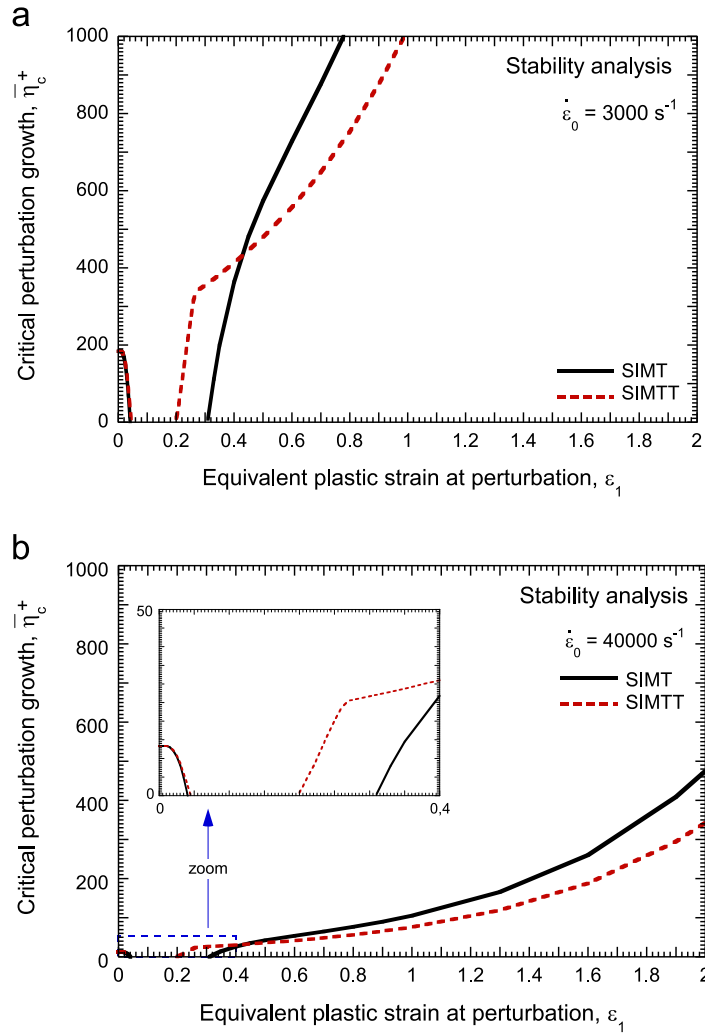 a
1000
800
600
400
200
0
Critical perturbation growth, η̄c+
Stability analysis
ε̇0 = 3000 s-1
SIMT
SIMTT
0 0.2 0.4 0.6 0.8 1 1.2 1.4 1.6 1.8 2
Equivalent plastic strain at perturbation, ε1
b
1000
800
600
400
200
0
Critical perturbation growth, η̄c+
Stability analysis
ε̇0 = 40000 s-1
SIMT
SIMTT
50
0
0 0,4
zoom
0 0.2 0.4 0.6 0.8 1 1.2 1.4 1.6 1.8 2
Equivalent plastic strain at perturbation, ε1